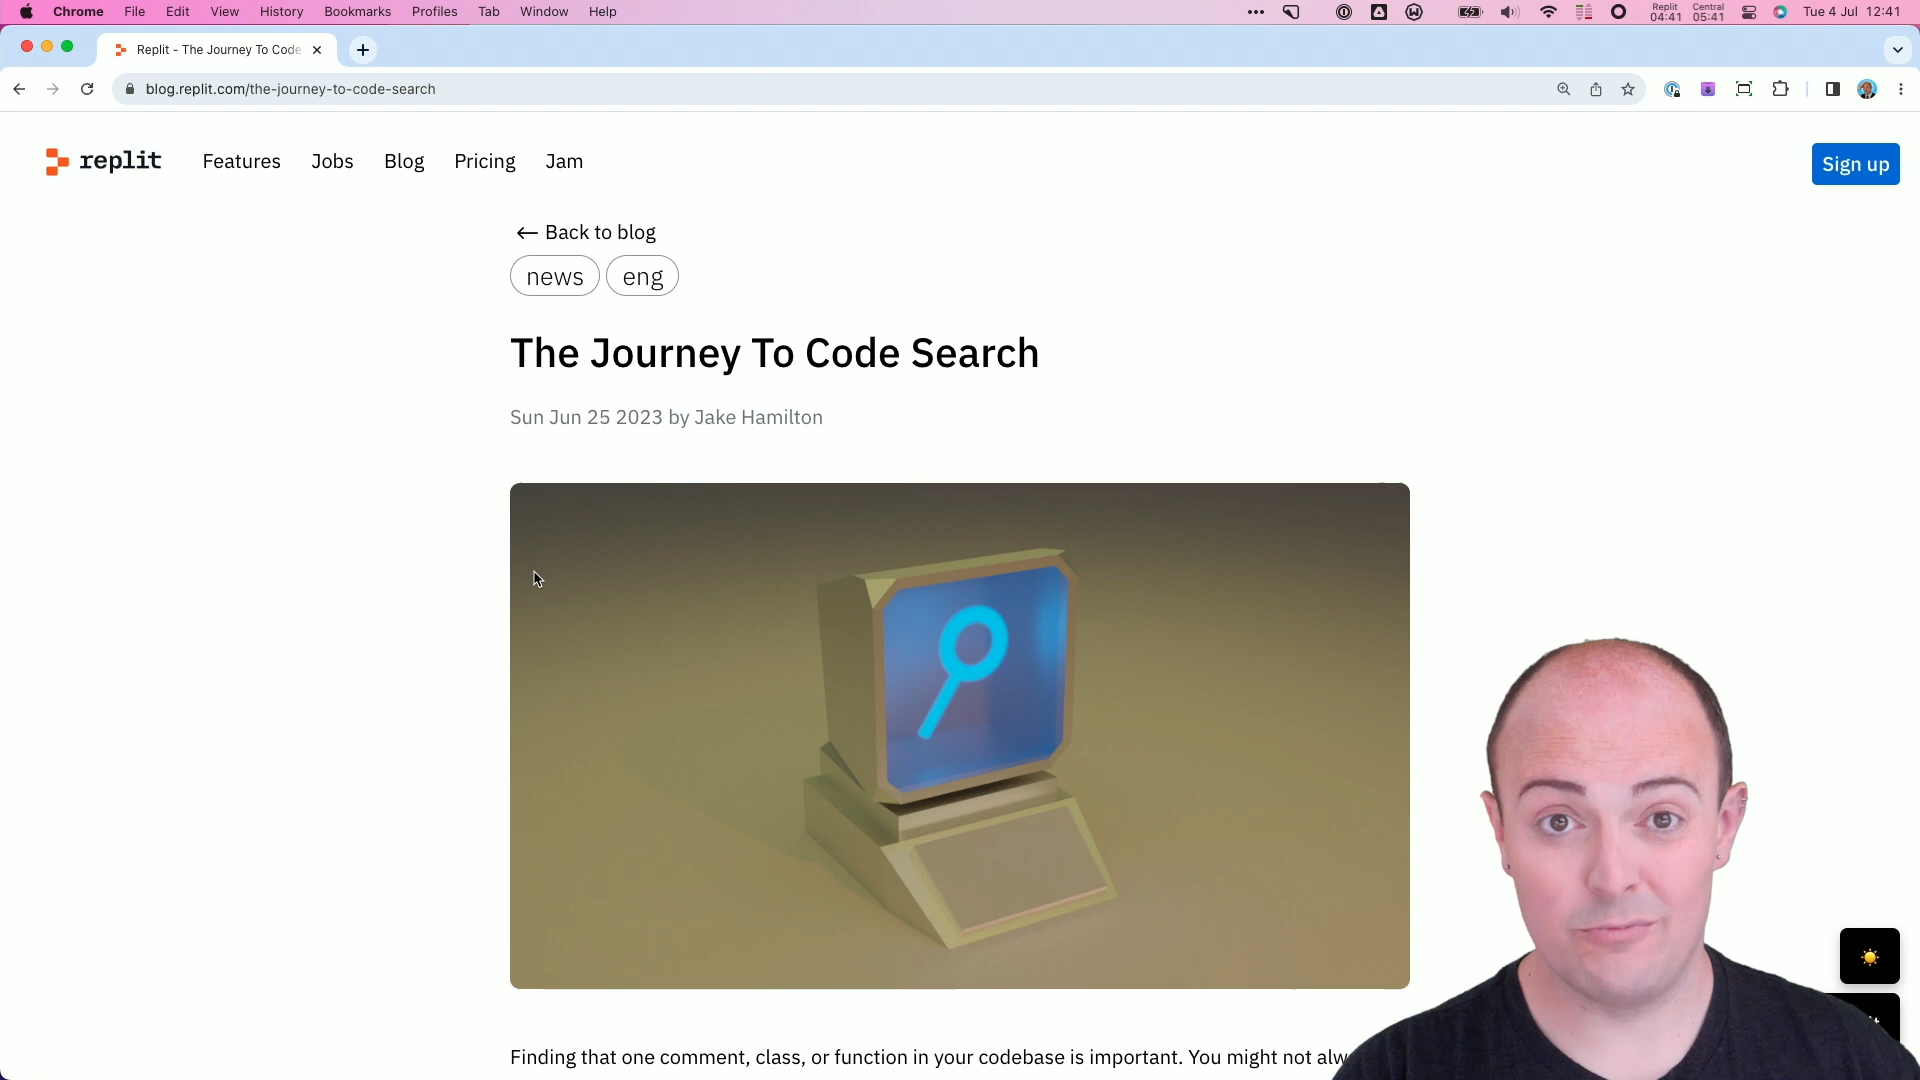 Chrome File Edit View History Bookmarks Profiles Tab Window Help
Replit 04:41 Central 05:41 Tue 4 Jul 12:41
Replit - The Journey To Code
blog.replit.com/the-journey-to-code-search
replit Features Jobs Blog Pricing Jam Sign up
← Back to blog
news eng
The Journey To Code Search
Sun Jun 25 2023 by Jake Hamilton
Finding that one comment, class, or function in your codebase is important. You might not alw